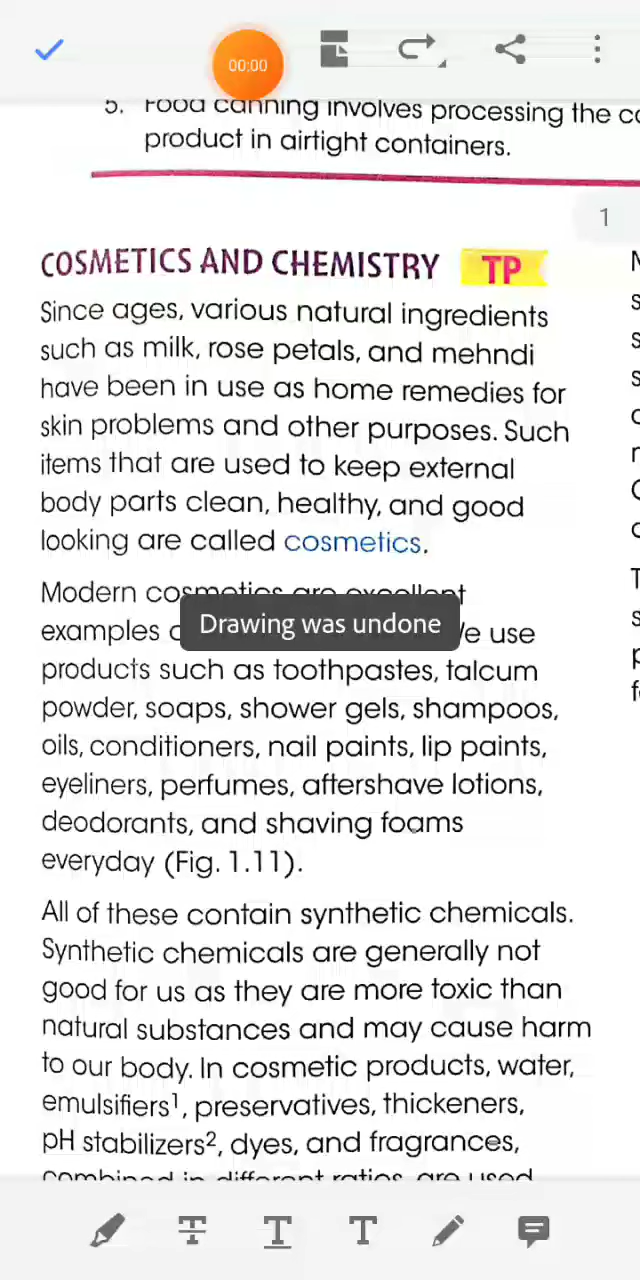 00:00
5. Food canning involves processing the
product in airtight containers.
1
COSMETICS AND CHEMISTRY TP
Since ages, various natural ingredients
such as milk, rose petals, and mehndi
have been in use as home remedies for
skin problems and other purposes. Such
items that are used to keep external
body parts clean, healthy, and good
looking are called cosmetics.
Modern cosmetics are excellent
examples
Drawing was undone
use
products such as toothpastes, talcum
powder, soaps, shower gels, shampoos,
oils, conditioners, nail paints, lip paints,
eyeliners, perfumes, aftershave lotions,
deodorants, and shaving foams
everyday (Fig. 1.11).
All of these contain synthetic chemicals.
Synthetic chemicals are generally not
good for us as they are more toxic than
natural substances and may cause harm
to our body. In cosmetic products, water,
emulsifiers¹, preservatives, thickeners,
pH stabilizers², dyes, and fragrances,
combined in different ratios, are used
T T T